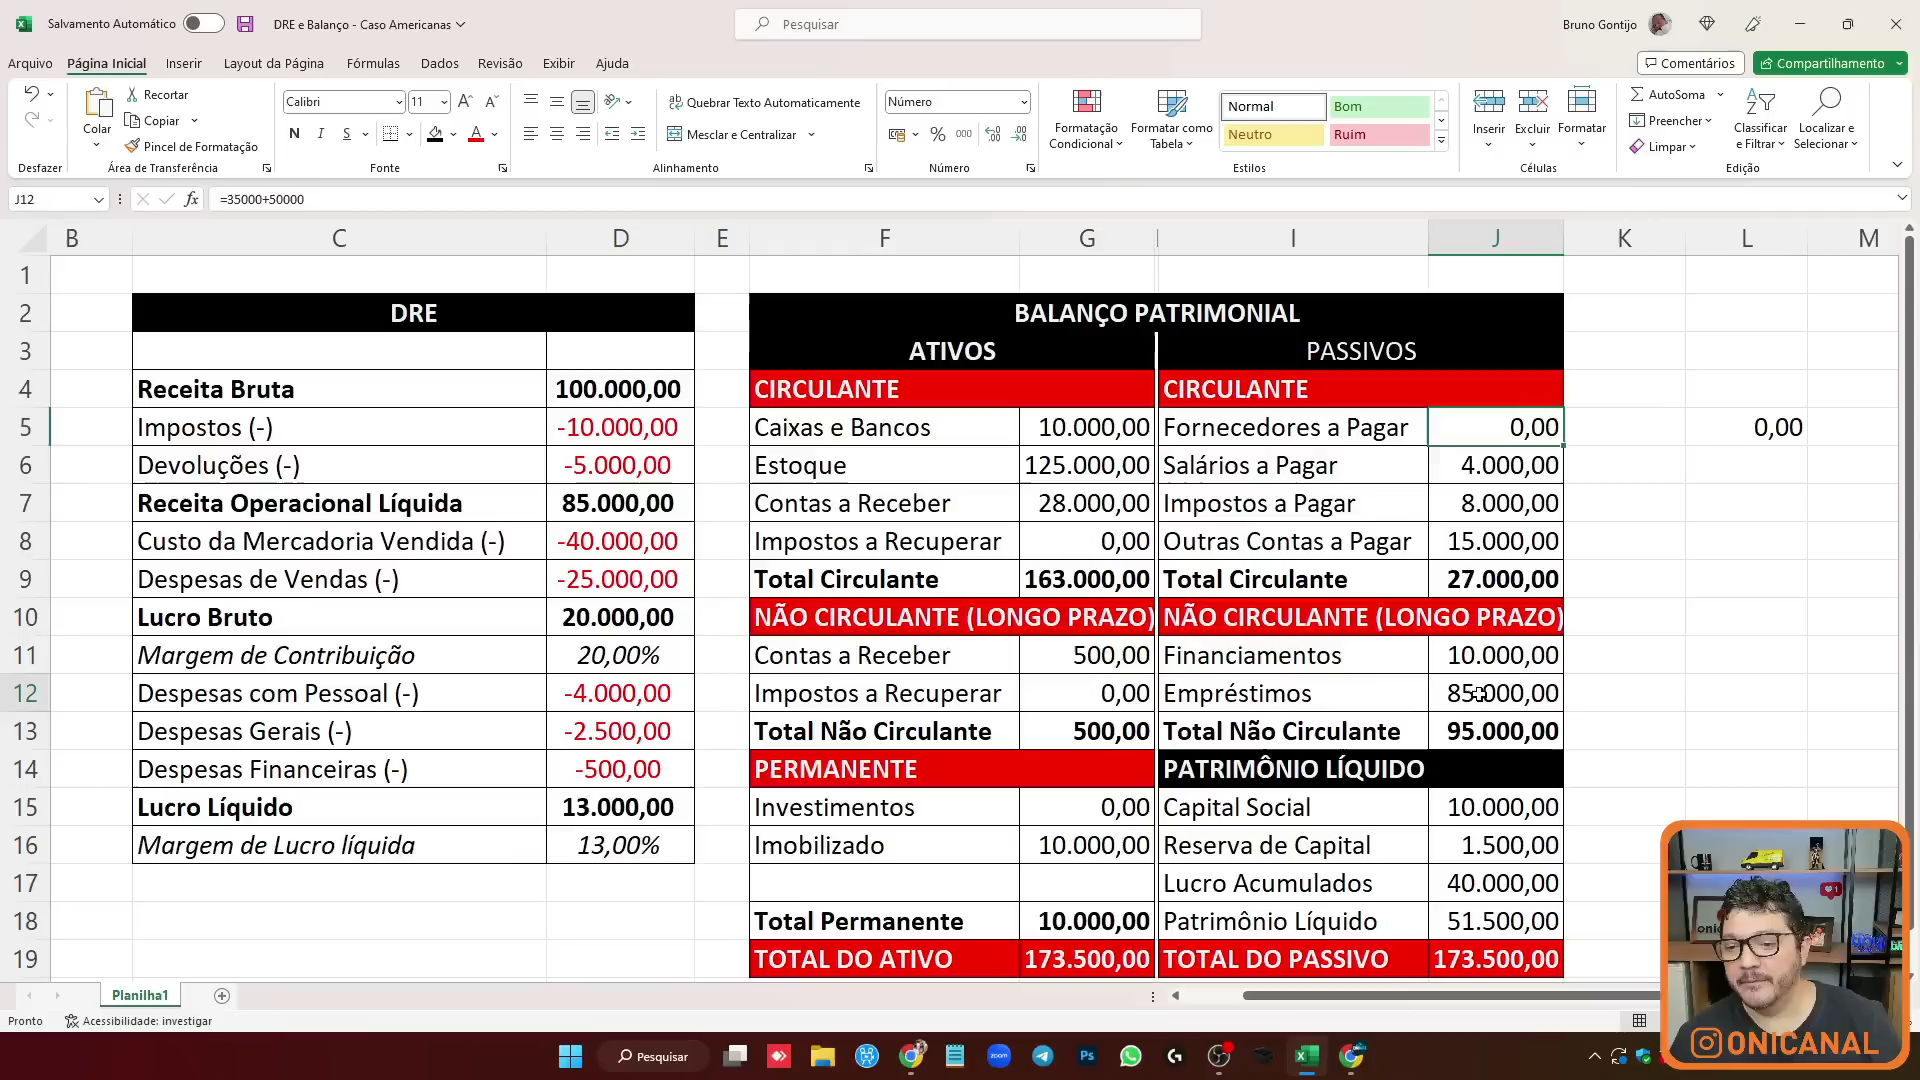 Salvamento Automático
DRE e Balanço - Caso Americanas
Pesquisar
Bruno Gontijo
Arquivo Página Inicial Inserir Layout da Página Fórmulas Dados Revisão Exibir Ajuda
Comentários
Compartilhamento
Colar
Recortar
Copiar
Pincel de Formatação
Calibri 11
N I S
Quebrar Texto Automaticamente
Mesclar e Centralizar
Número
% 000
Formatação Condicional
Formatar como Tabela
Normal Bom
Neutro Ruim
Inserir Excluir Formatar
AutoSoma
Preencher
Limpar
Classificar e Filtrar
Localizar e Selecionar
Desfazer Área de Transferência Fonte Alinhamento Número Estilos Células Edição
J12 fx =35000+50000
B C D E F G I J K L M
1
2 DRE BALANÇO PATRIMONIAL
3 ATIVOS PASSIVOS
4 Receita Bruta 100.000,00 CIRCULANTE CIRCULANTE
5 Impostos (-) -10.000,00 Caixas e Bancos 10.000,00 Fornecedores a Pagar 0,00 0,00
6 Devoluções (-) -5.000,00 Estoque 125.000,00 Salários a Pagar 4.000,00
7 Receita Operacional Líquida 85.000,00 Contas a Receber 28.000,00 Impostos a Pagar 8.000,00
8 Custo da Mercadoria Vendida (-) -40.000,00 Impostos a Recuperar 0,00 Outras Contas a Pagar 15.000,00
9 Despesas de Vendas (-) -25.000,00 Total Circulante 163.000,00 Total Circulante 27.000,00
10 Lucro Bruto 20.000,00 NÃO CIRCULANTE (LONGO PRAZO) NÃO CIRCULANTE (LONGO PRAZO)
11 Margem de Contribuição 20,00% Contas a Receber 500,00 Financiamentos 10.000,00
12 Despesas com Pessoal (-) -4.000,00 Impostos a Recuperar 0,00 Empréstimos 85.000,00
13 Despesas Gerais (-) -2.500,00 Total Não Circulante 500,00 Total Não Circulante 95.000,00
14 Despesas Financeiras (-) -500,00 PERMANENTE PATRIMÔNIO LÍQUIDO
15 Lucro Líquido 13.000,00 Investimentos 0,00 Capital Social 10.000,00
16 Margem de Lucro líquida 13,00% Imobilizado 10.000,00 Reserva de Capital 1.500,00
17 Lucro Acumulados 40.000,00
18 Total Permanente 10.000,00 Patrimônio Líquido 51.500,00
19 TOTAL DO ATIVO 173.500,00 TOTAL DO PASSIVO 173.500,00
Planilha1
Pronto Acessibilidade: investigar
Pesquisar
zoom
Ps
ONICANAL